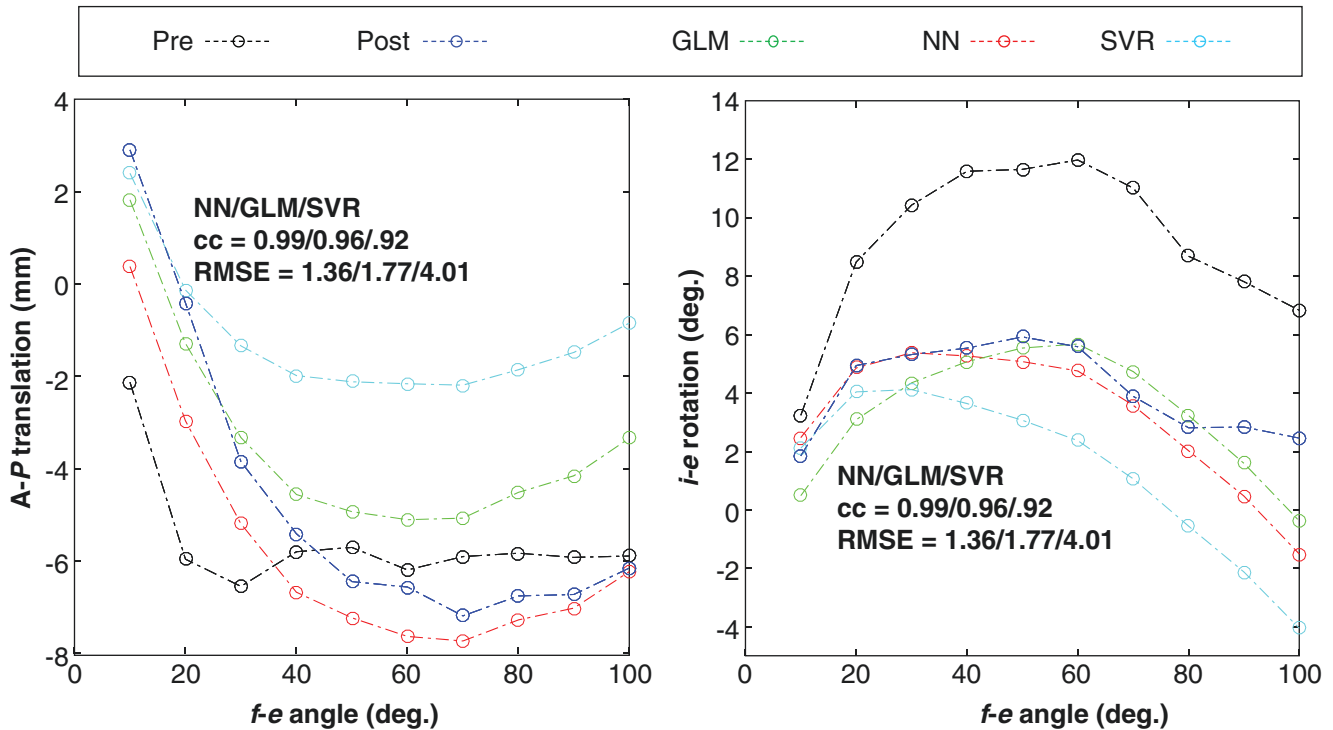 Pre Post GLM NN SVR
A-P translation (mm)
4
2
0
-2
-4
-6
-8
NN/GLM/SVR
cc = 0.99/0.96/.92
RMSE = 1.36/1.77/4.01
0 20 40 60 80 100
f-e angle (deg.)
i-e rotation (deg.)
14
12
10
8
6
4
2
0
-2
-4
NN/GLM/SVR
cc = 0.99/0.96/.92
RMSE = 1.36/1.77/4.01
0 20 40 60 80 100
f-e angle (deg.)